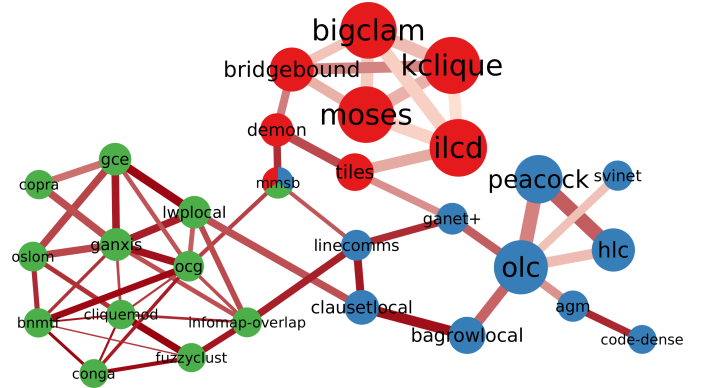 bigclam
bridgebound
kclique
moses
demon
ilcd
gce
tiles
copra
mmsb
peacock
svinet
lwplocal
ganet+
ganxis
linecomms
hlc
oslom
ocg
olc
clausetlocal
agm
cliquemod
bnmtf
infomap-overlap
bagrowlocal
code-dense
fuzzyclust
conga